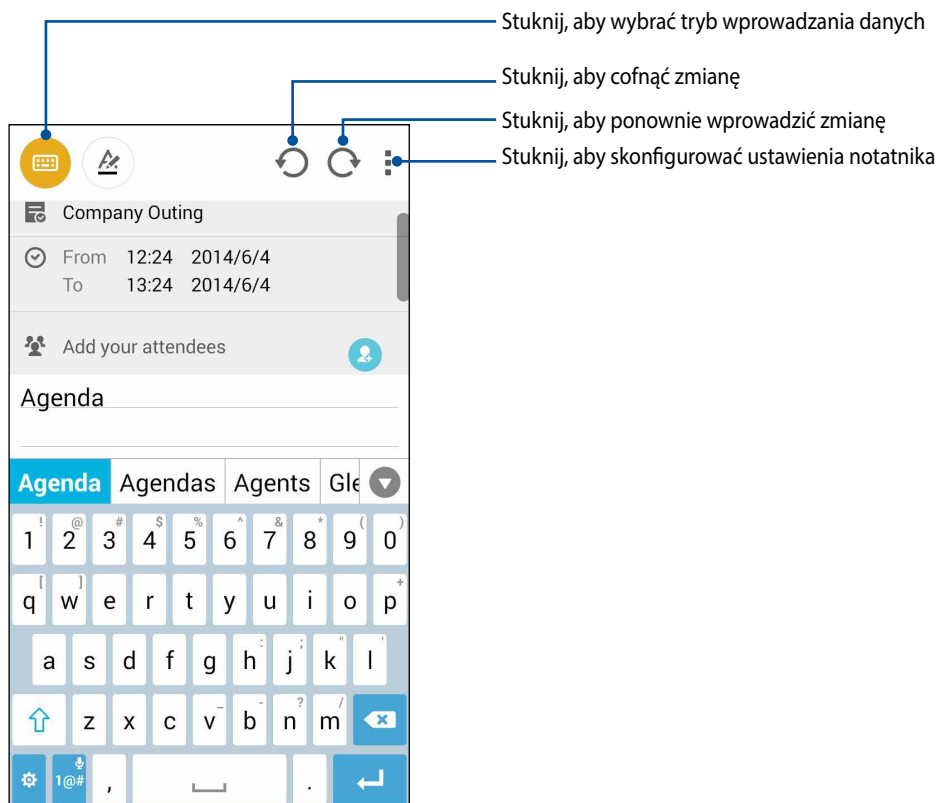 Stuknij, aby wybrać tryb wprowadzania danych
Stuknij, aby cofnąć zmianę
Stuknij, aby ponownie wprowadzić zmianę
Stuknij, aby skonfigurować ustawienia notatnika
Company Outing
From 12:24 2014/6/4
To 13:24 2014/6/4
Add your attendees
Agenda
Agenda Agendas Agents Gle
! @ # $ % ^ & * ( )
1 2 3 4 5 6 7 8 9 0
[ ] +
q w e r t y u i o p
: ; " '
a s d f g h j k l
_ - ? /
z x c v b n m
1@# , .